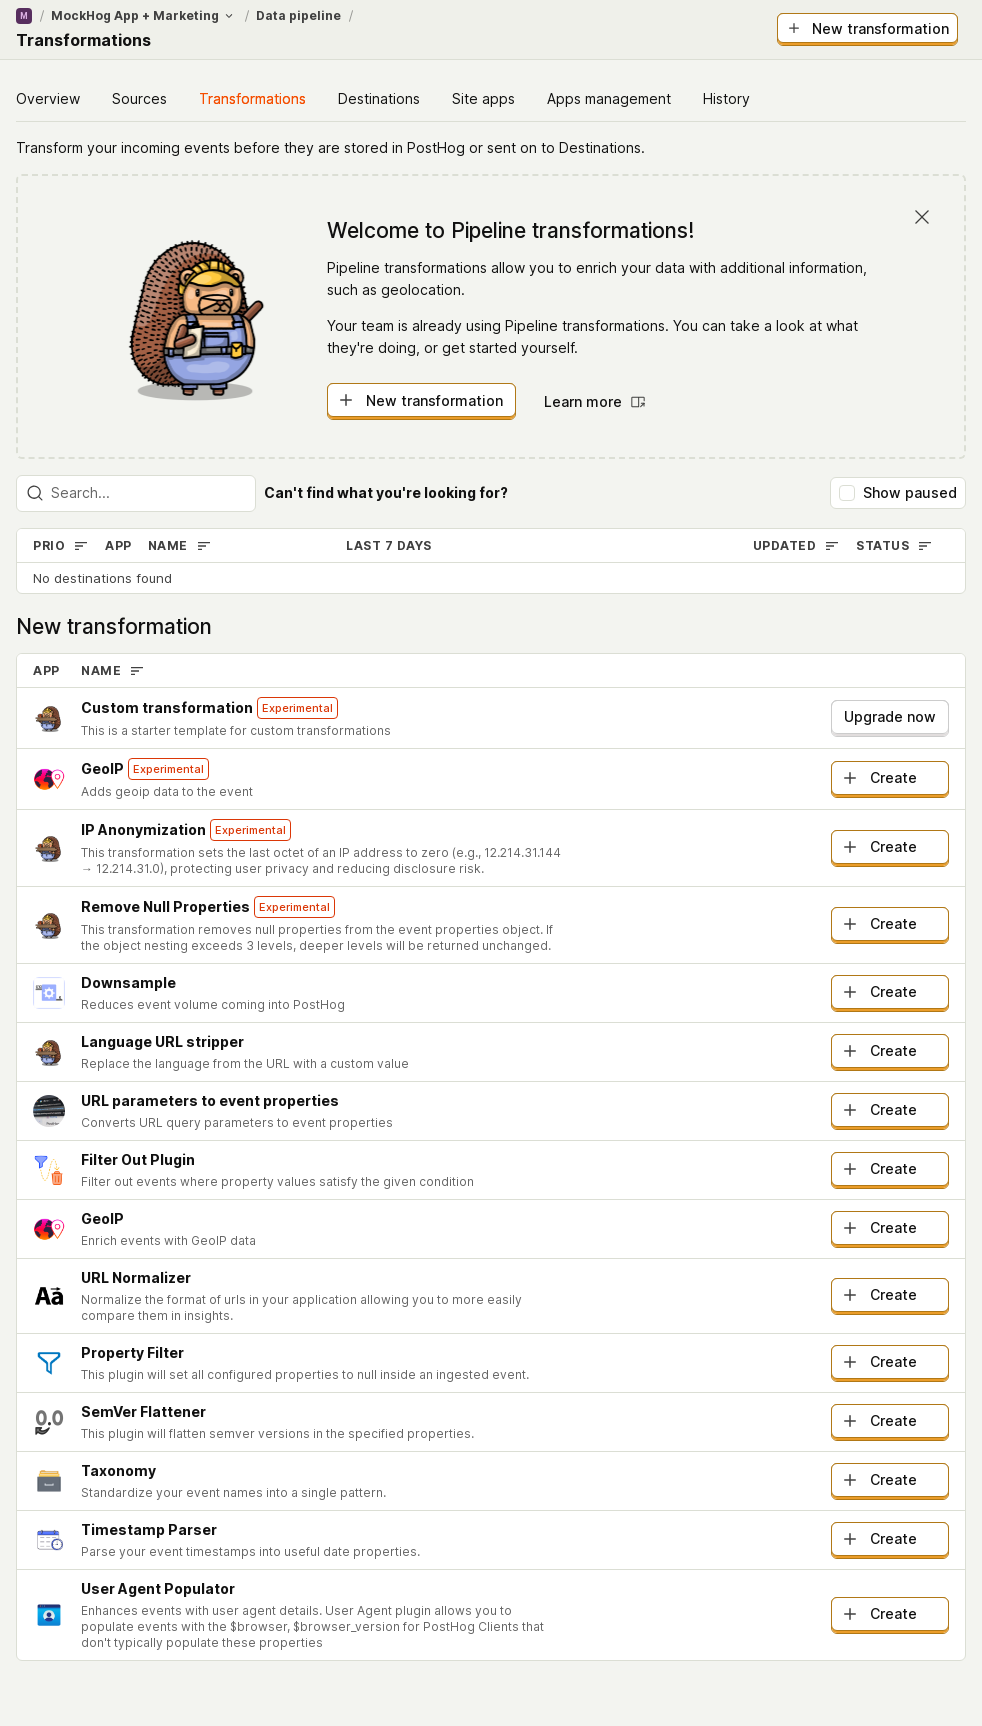 M / MockHog App + Marketing / Data pipeline /
Transformations
New transformation
Overview Sources Transformations Destinations Site apps Apps management History
Transform your incoming events before they are stored in PostHog or sent on to Destinations.
Welcome to Pipeline transformations!
Pipeline transformations allow you to enrich your data with additional information,
such as geolocation.
Your team is already using Pipeline transformations. You can take a look at what
they're doing, or get started yourself.
New transformation Learn more
Search... Can't find what you're looking for? Show paused
PRIO APP NAME LAST 7 DAYS UPDATED STATUS
No destinations found
New transformation
APP NAME
Custom transformation Experimental
This is a starter template for custom transformations
Upgrade now
GeoIP Experimental
Adds geoip data to the event
Create
IP Anonymization Experimental
This transformation sets the last octet of an IP address to zero (e.g., 12.214.31.144
→ 12.214.31.0), protecting user privacy and reducing disclosure risk.
Create
Remove Null Properties Experimental
This transformation removes null properties from the event properties object. If
the object nesting exceeds 3 levels, deeper levels will be returned unchanged.
Create
Downsample
Reduces event volume coming into PostHog
Create
Language URL stripper
Replace the language from the URL with a custom value
Create
URL parameters to event properties
Converts URL query parameters to event properties
Create
Filter Out Plugin
Filter out events where property values satisfy the given condition
Create
GeoIP
Enrich events with GeoIP data
Create
Aa
URL Normalizer
Normalize the format of urls in your application allowing you to more easily
compare them in insights.
Create
Property Filter
This plugin will set all configured properties to null inside an ingested event.
Create
0.0
SemVer Flattener
This plugin will flatten semver versions in the specified properties.
Create
Taxonomy
Standardize your event names into a single pattern.
Create
Timestamp Parser
Parse your event timestamps into useful date properties.
Create
User Agent Populator
Enhances events with user agent details. User Agent plugin allows you to
populate events with the $browser, $browser_version for PostHog Clients that
don't typically populate these properties
Create